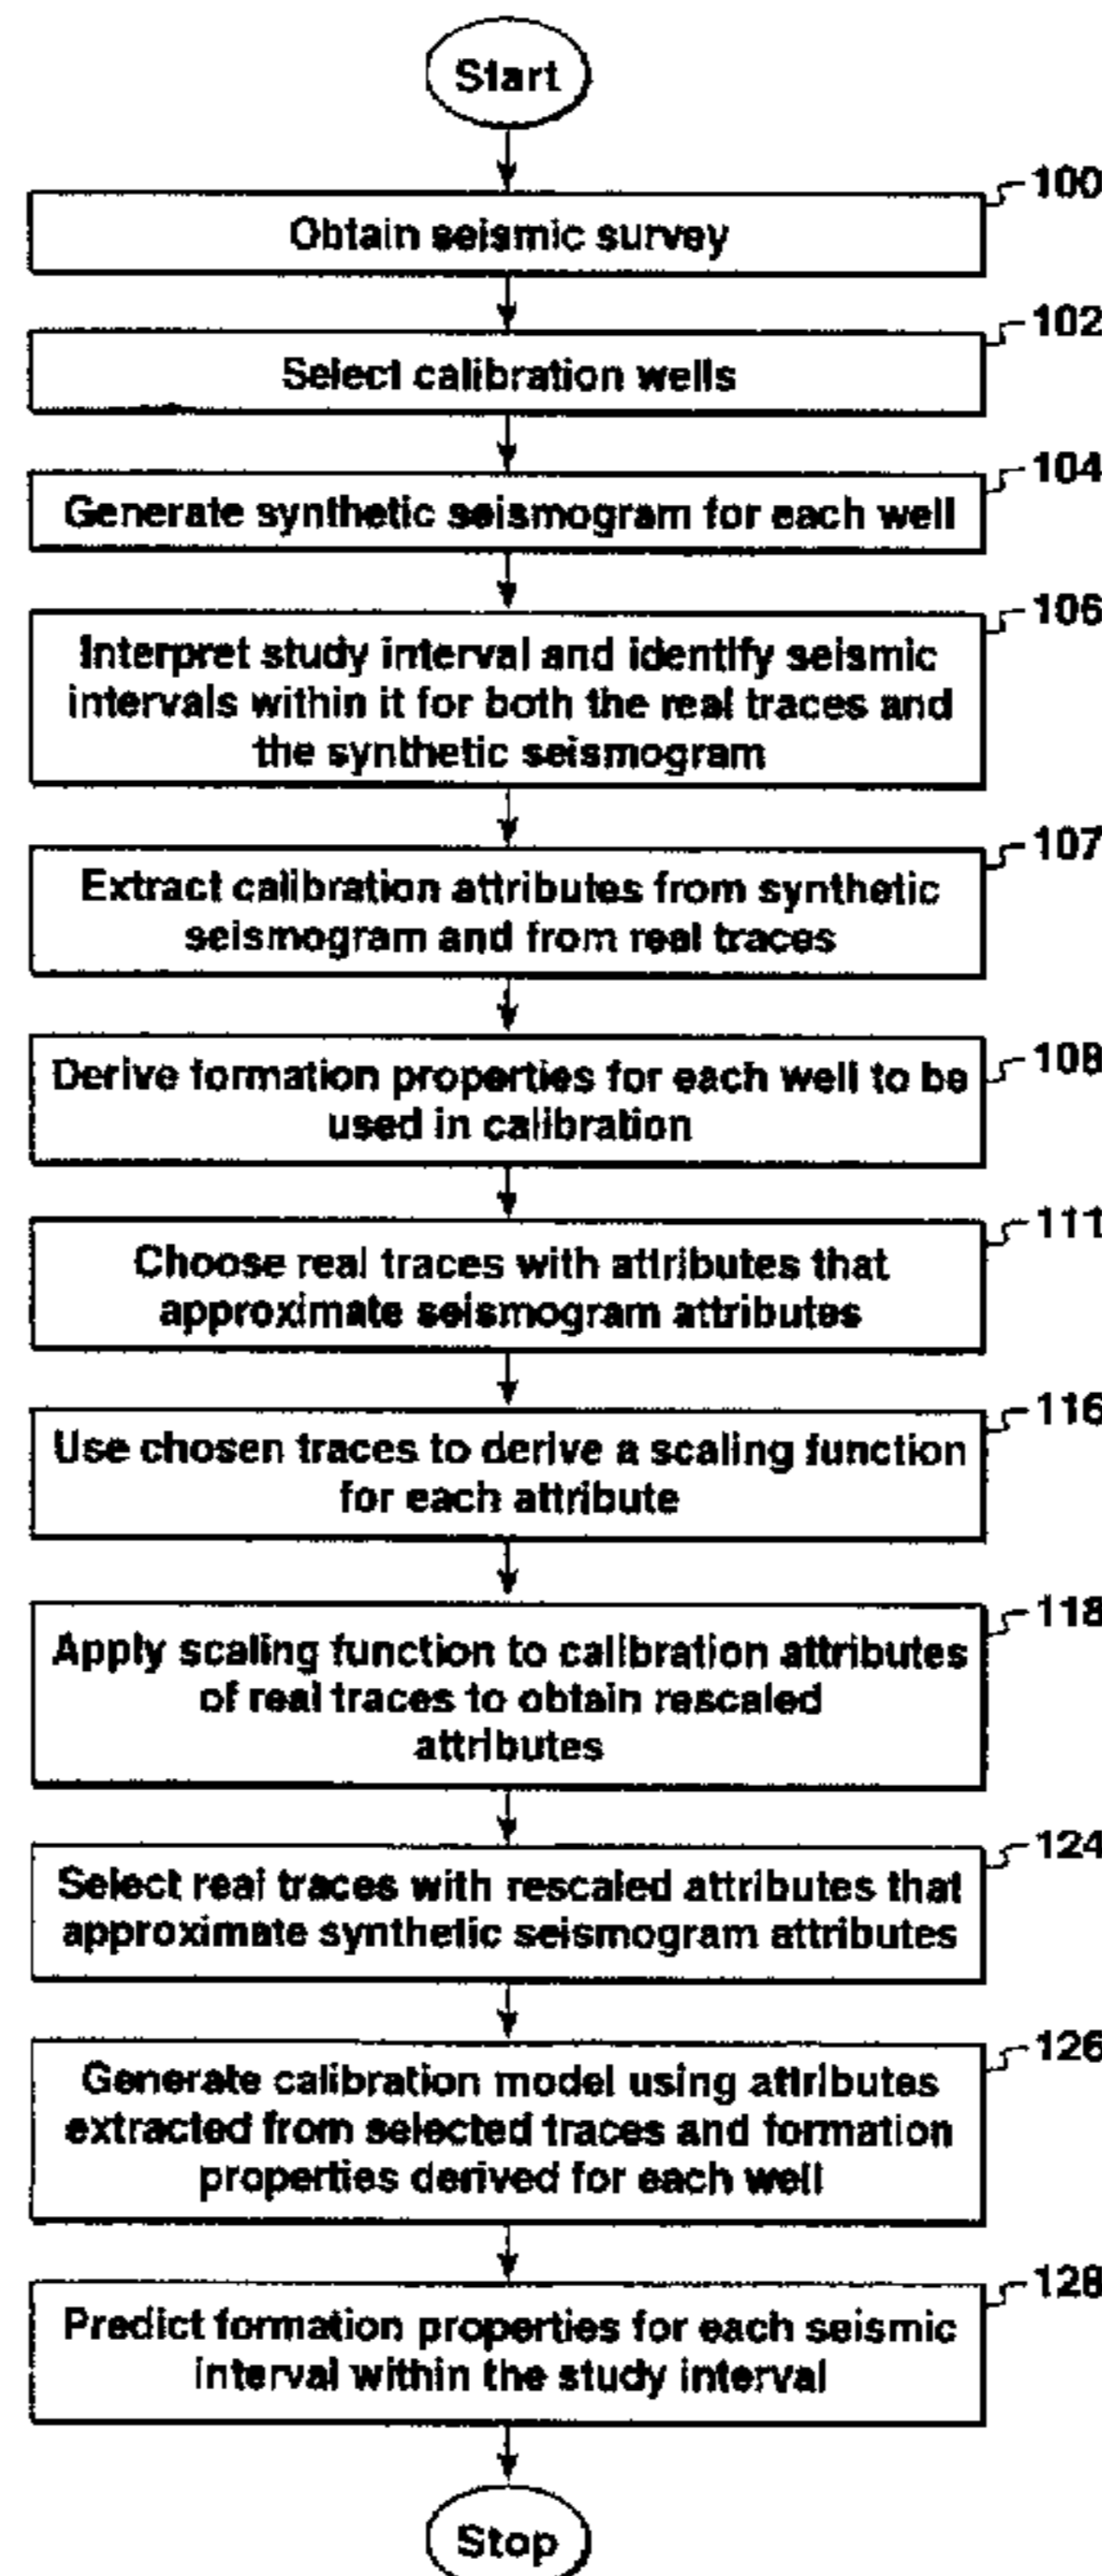 Start
100
Obtain seismic survey
102
Select calibration wells
104
Generate synthetic seismogram for each well
106
Interpret study interval and identify seismic
intervals within it for both the real traces and
the synthetic seismogram
107
Extract calibration attributes from synthetic
seismogram and from real traces
108
Derive formation properties for each well to be
used in calibration
111
Choose real traces with attributes that
approximate seismogram attributes
116
Use chosen traces to derive a scaling function
for each attribute
118
Apply scaling function to calibration attributes
of real traces to obtain rescaled
attributes
124
Select real traces with rescaled attributes that
approximate synthetic seismogram attributes
126
Generate calibration model using attributes
extracted from selected traces and formation
properties derived for each well
128
Predict formation properties for each seismic
interval within the study interval
Stop